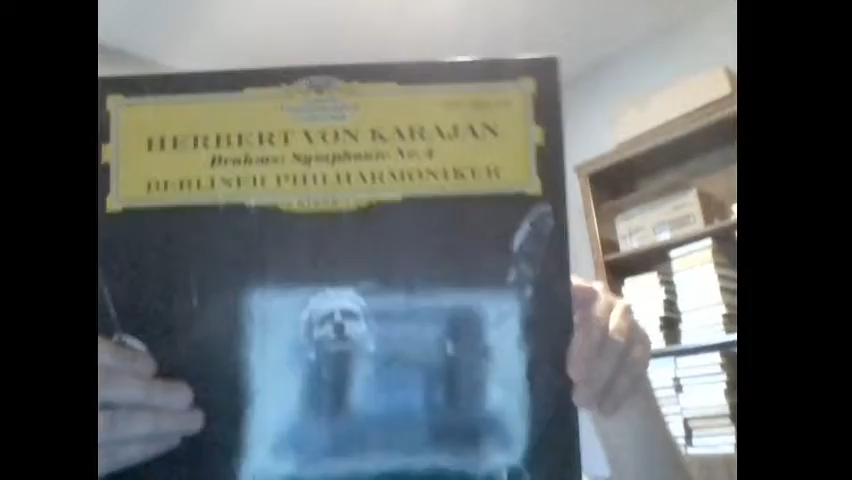 HERBERT VON KARAJAN
Brahms: Symphonie Nr. 4
BERLINER PHILHARMONIKER